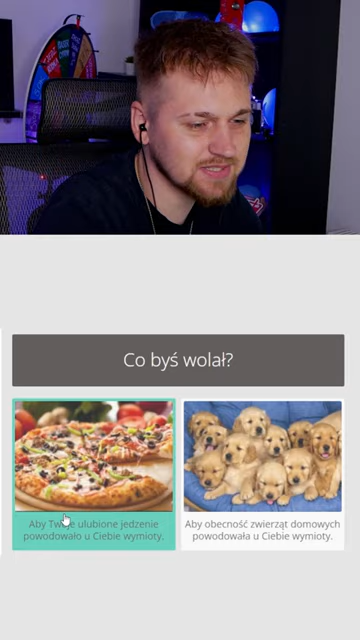 Co byś wolał?
Aby Twoje ulubione jedzenie
powodowało u Ciebie wymioty.
Aby obecność zwierząt domowych
powodowała u Ciebie wymioty.